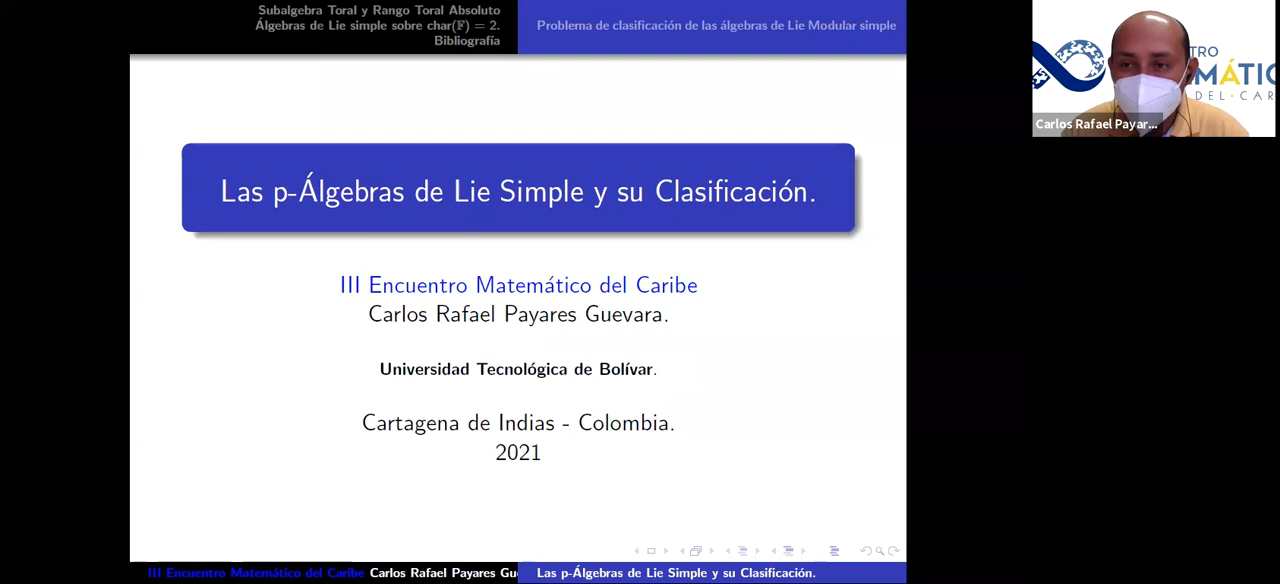 Subalgebra Toral y Rango Toral Absoluto
Álgebras de Lie simple sobre char(𝔽) = 2.
Bibliografía
Problema de clasificación de las álgebras de Lie Modular simple
Las p-Álgebras de Lie Simple y su Clasificación.
III Encuentro Matemático del Caribe
Carlos Rafael Payares Guevara.
Universidad Tecnológica de Bolívar.
Cartagena de Indias - Colombia.
2021
III Encuentro Matemático del Caribe Carlos Rafael Payares Gu
Las p-Álgebras de Lie Simple y su Clasificación.
TRO
MÁTIC
DEL·CAR
Carlos Rafael Payar...